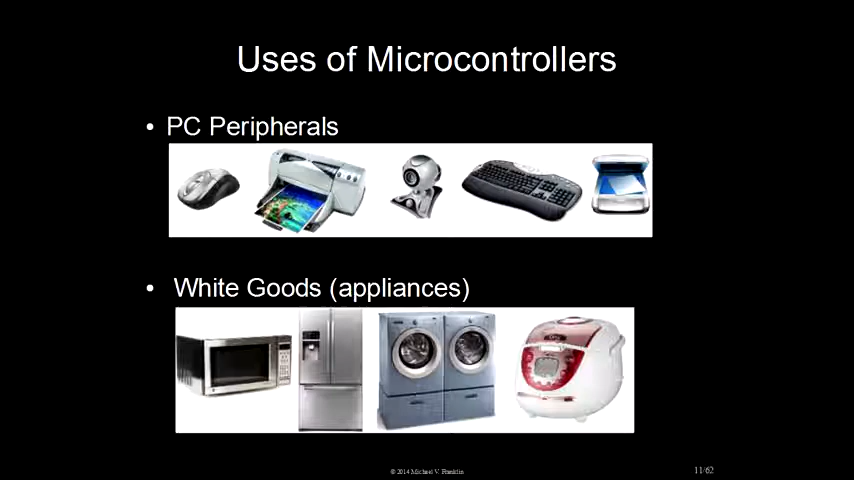 Uses of Microcontrollers
• PC Peripherals
• White Goods (appliances)
© 2014 Michael V. Franklin
11/62